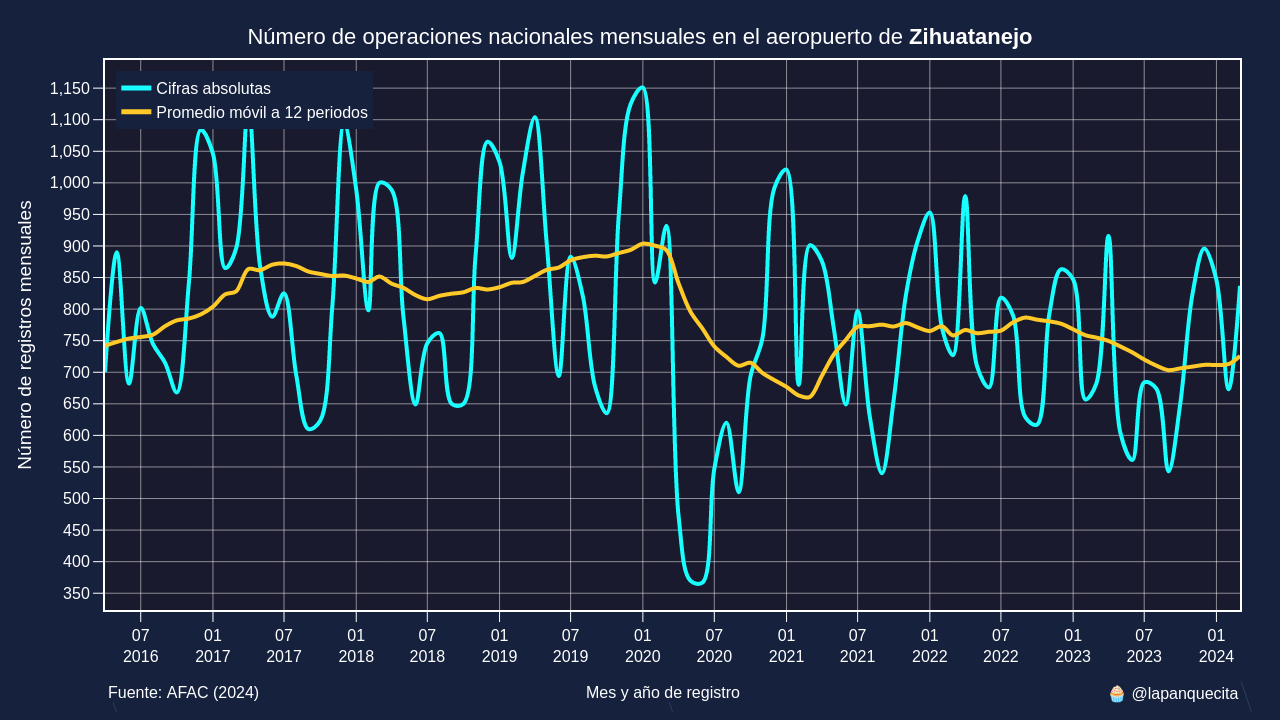 Número de operaciones nacionales mensuales en el aeropuerto de Zihuatanejo
Cifras absolutas
Promedio móvil a 12 periodos
Número de registros mensuales
1,150
1,100
1,050
1,000
950
900
850
800
750
700
650
600
550
500
450
400
350
07 01 07 01 07 01 07 01 07 01 07 01 07 01 07 01
2016 2017 2017 2018 2018 2019 2019 2020 2020 2021 2021 2022 2022 2023 2023 2024
Fuente: AFAC (2024) Mes y año de registro 🧁 @lapanquecita